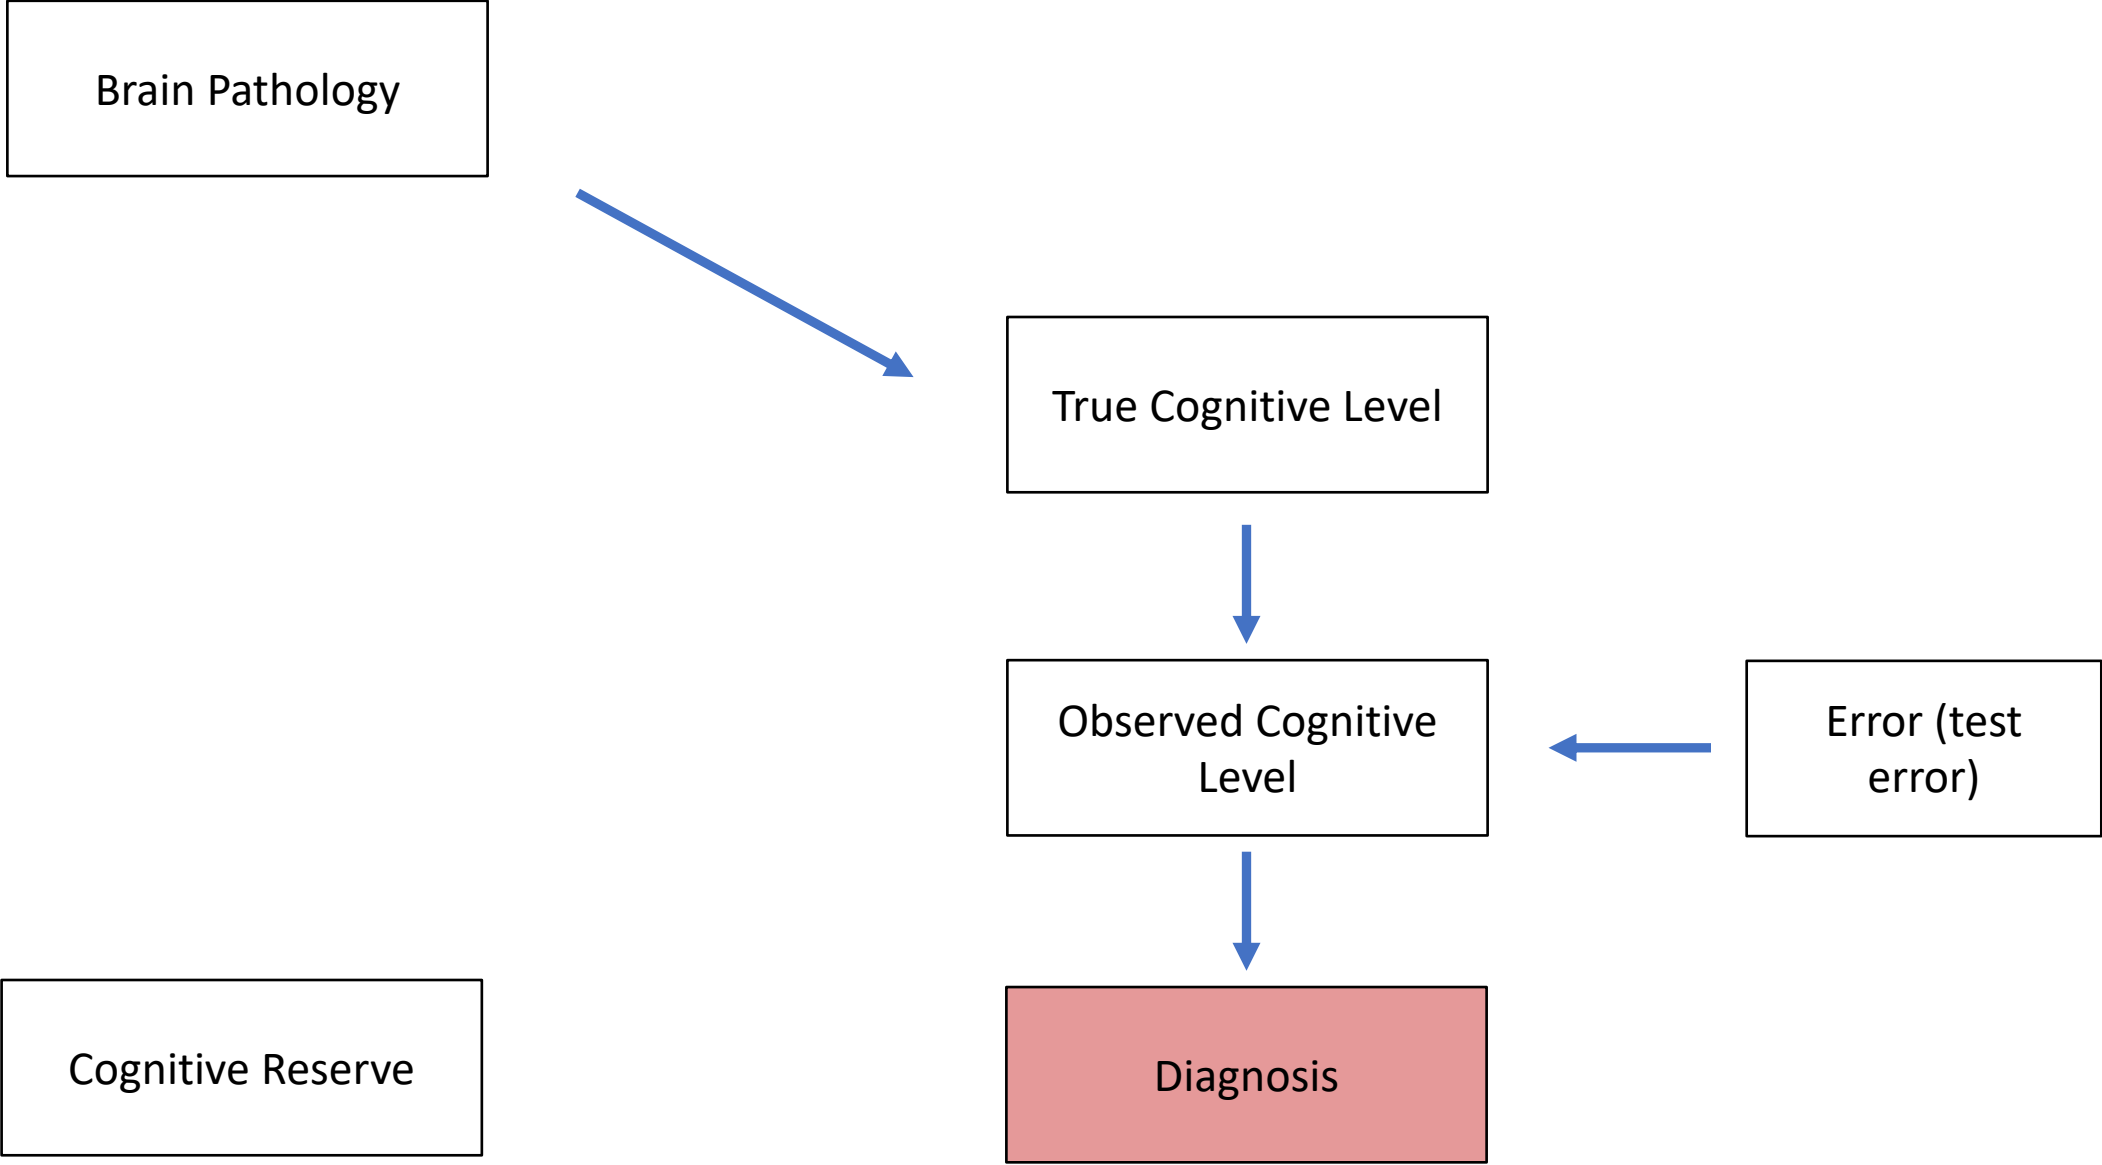 Brain Pathology
True Cognitive Level
Observed Cognitive
Level
Error (test
error)
Cognitive Reserve
Diagnosis